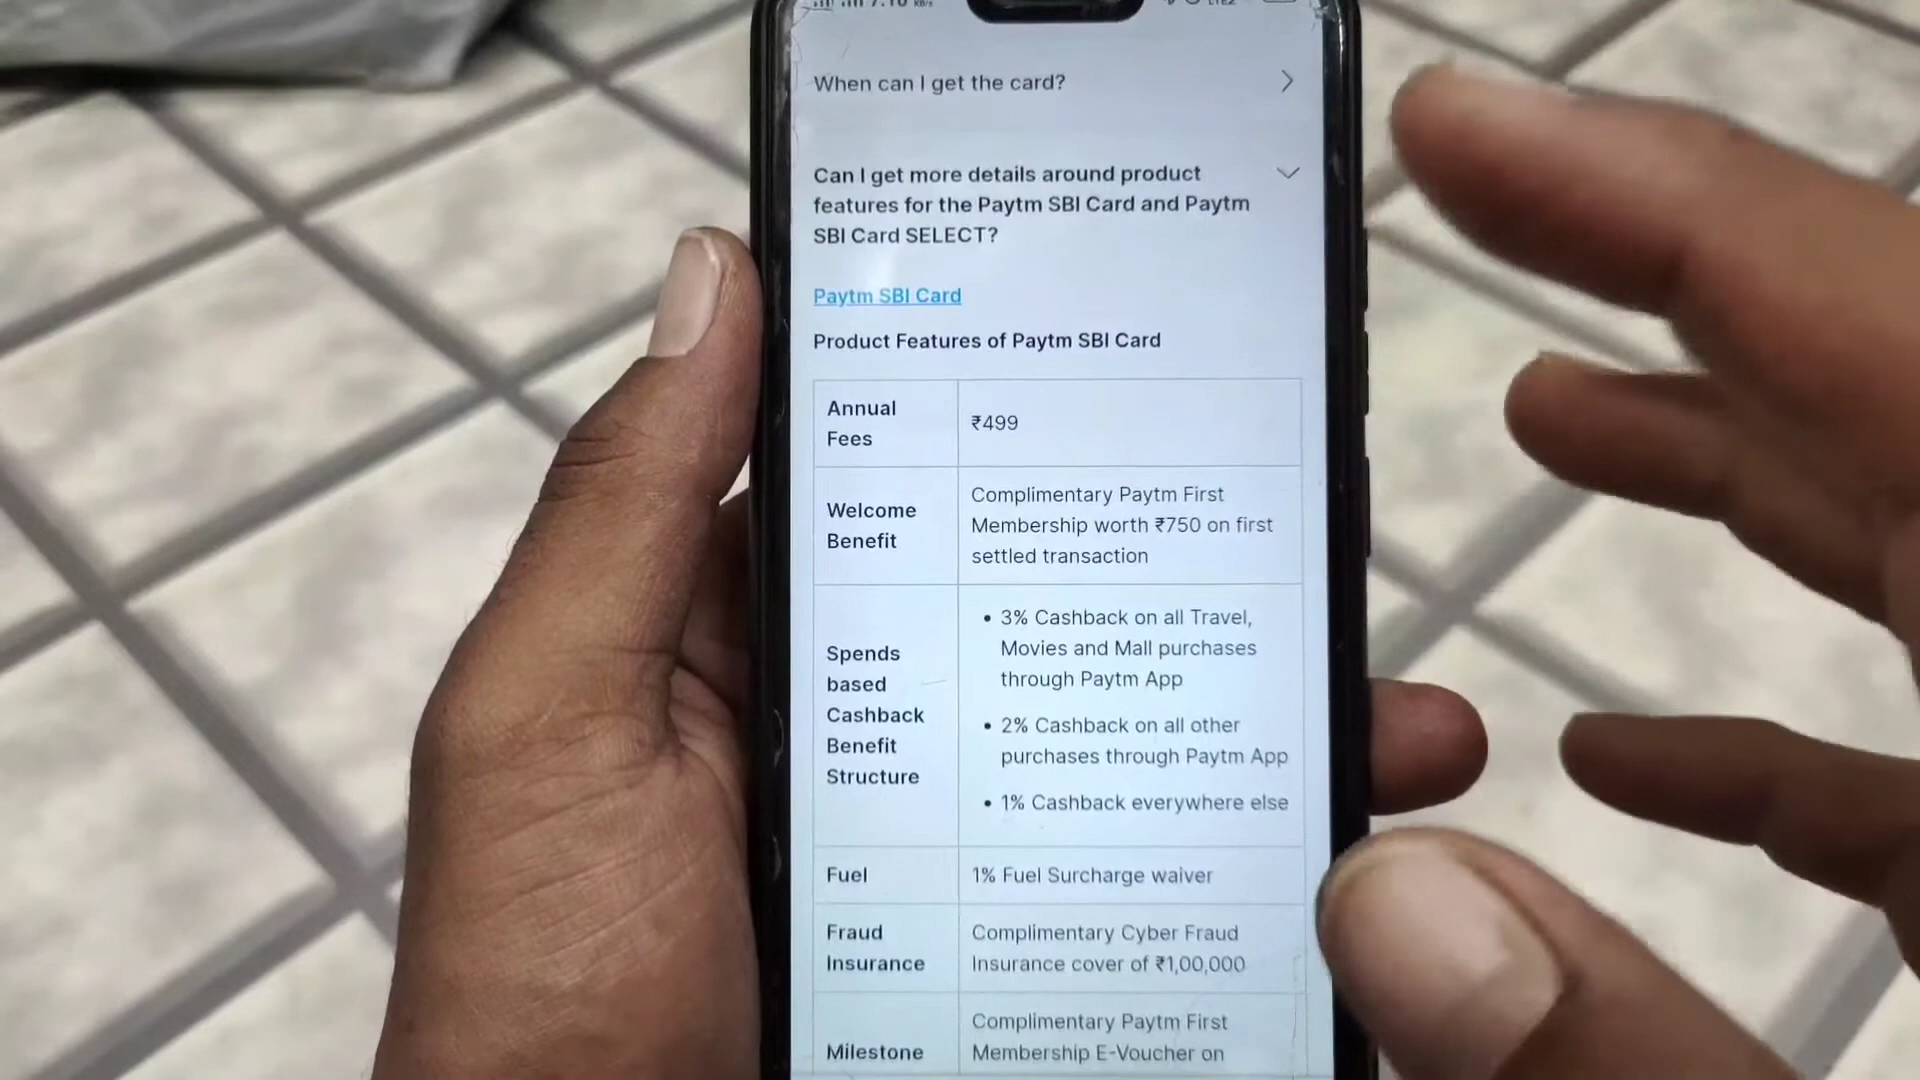 When can I get the card?
Can I get more details around product
features for the Paytm SBI Card and Paytm
SBI Card SELECT?
Paytm SBI Card
Product Features of Paytm SBI Card
Annual
Fees
₹499
Welcome
Benefit
Complimentary Paytm First
Membership worth ₹750 on first
settled transaction
Spends
based
Cashback
Benefit
Structure
• 3% Cashback on all Travel,
Movies and Mall purchases
through Paytm App
• 2% Cashback on all other
purchases through Paytm App
• 1% Cashback everywhere else
Fuel
1% Fuel Surcharge waiver
Fraud
Insurance
Complimentary Cyber Fraud
Insurance cover of ₹1,00,000
Milestone
Complimentary Paytm First
Membership E-Voucher on